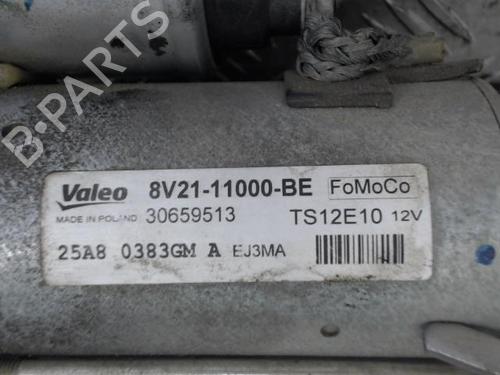 Valeo 8V21-11000-BE FoMoCo
MADE IN POLAND 30659513 TS12E10 12V
25A8 0383GM A EJ3MA
B-PARTS